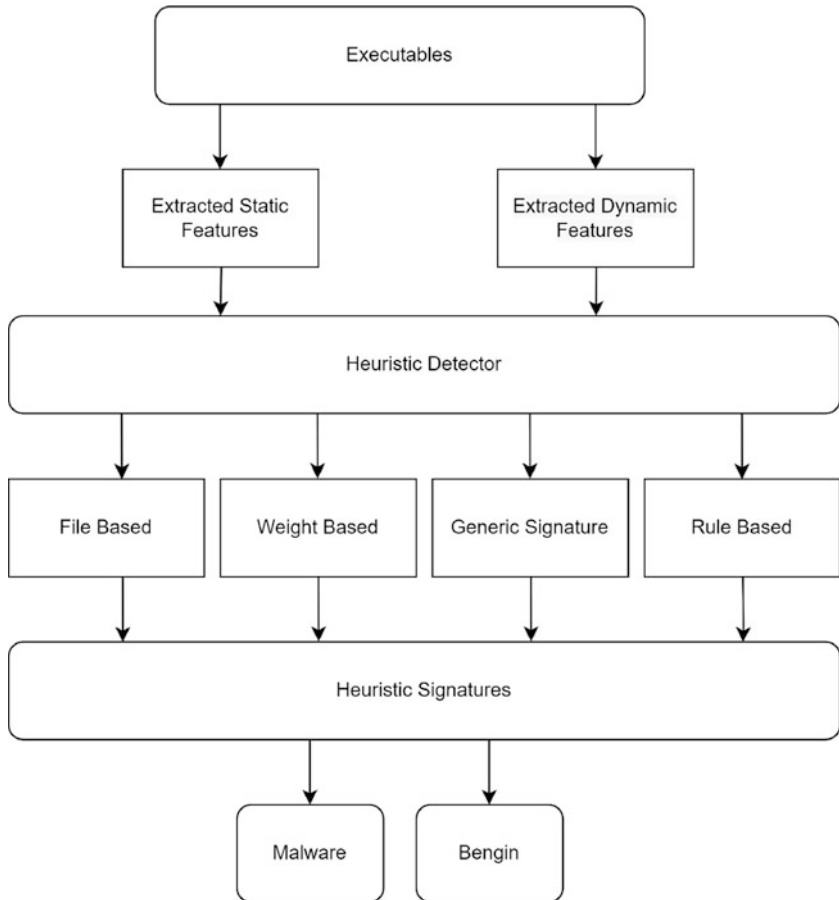 Executables
Extracted Static
Features
Extracted Dynamic
Features
Heuristic Detector
File Based
Weight Based
Generic Signature
Rule Based
Heuristic Signatures
Malware
Bengin